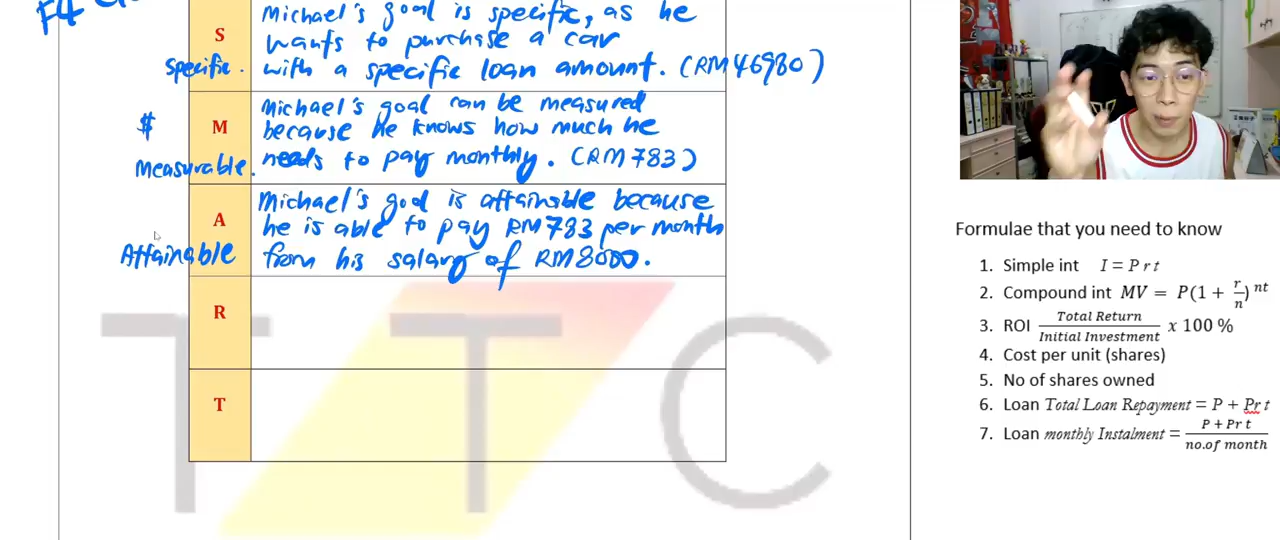 F4
S
Specific.
Michael's goal is specific, as he
wants to purchase a car
with a specific loan amount. (RM46980)
$
M
Measurable.
Michael's goal can be measured
because he knows how much he
needs to pay monthly. (RM783)
A
Attainable
Michael's goal is attainable because
he is able to pay RM783 per month
from his salary of RM8000.
R
T
TTC
Formulae that you need to know
1. Simple int I = P r t
2. Compound int MV = P(1 + r/n) nt
3. ROI Total Return / Initial Investment x 100 %
4. Cost per unit (shares)
5. No of shares owned
6. Loan Total Loan Repayment = P + Pr t
7. Loan monthly Instalment = P + Pr t / no.of month